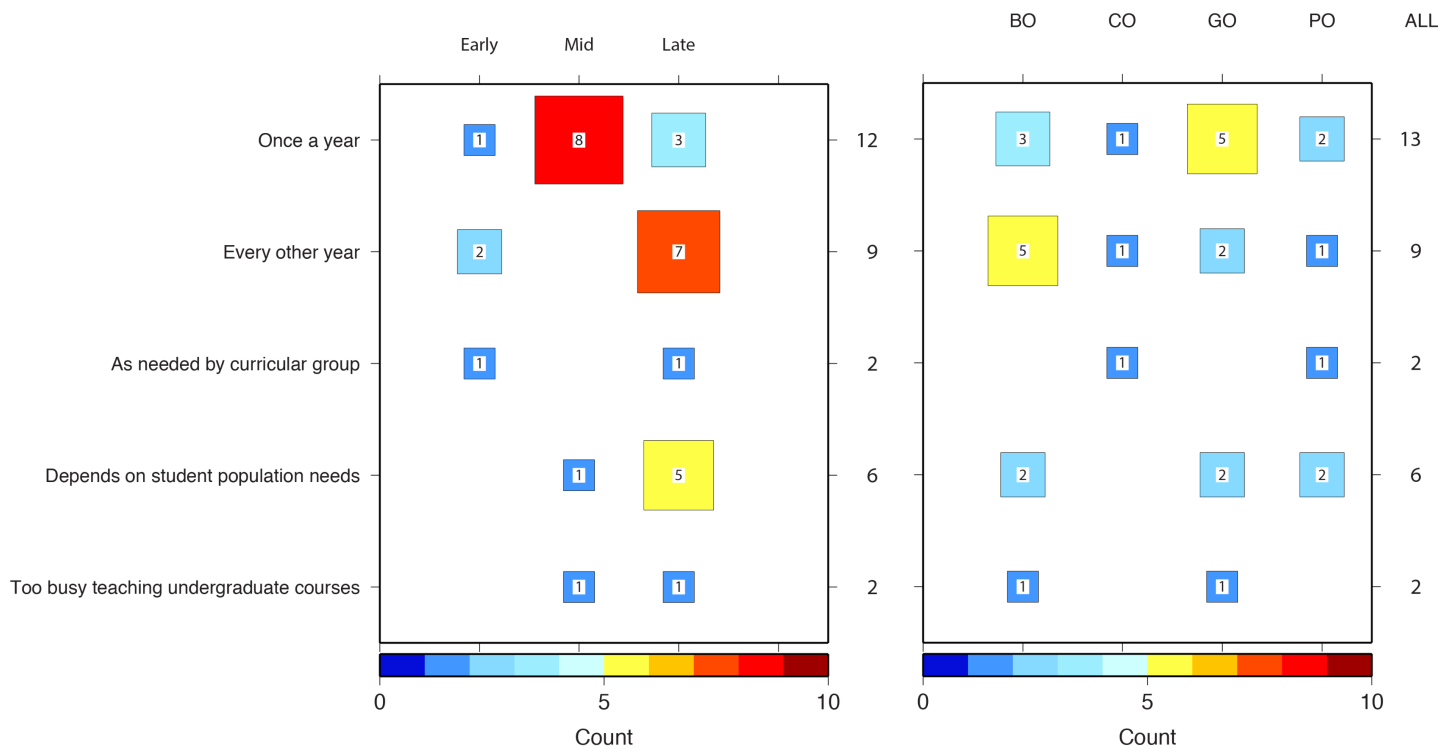 BO CO GO PO ALL
Early Mid Late
Once a year 1 8 3 12 3 1 5 2 13
Every other year 2 7 9 5 1 2 1 9
As needed by curricular group 1 1 2 1 1 2
Depends on student population needs 1 5 6 2 2 2 6
Too busy teaching undergraduate courses 1 1 2 1 1 2
0 5 10 0 5 10
Count Count